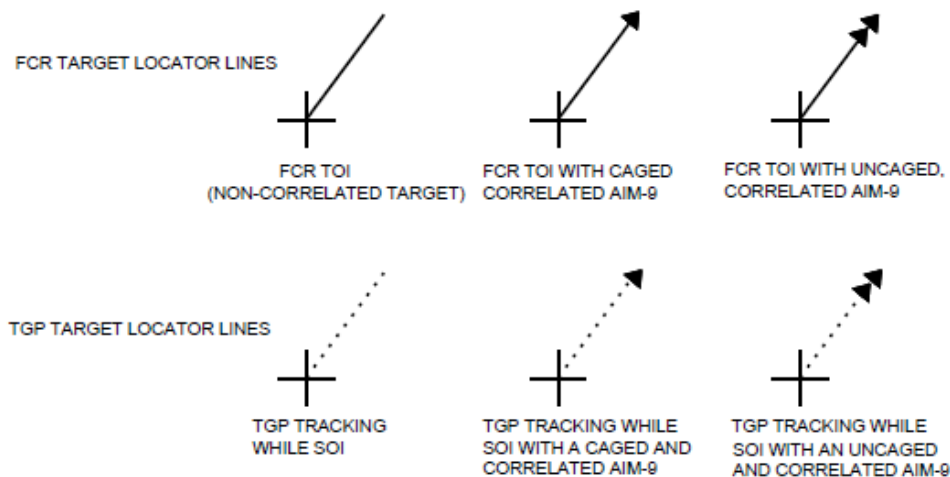 FCR TARGET LOCATOR LINES
FCR TOI
(NON-CORRELATED TARGET)
FCR TOI WITH CAGED
CORRELATED AIM-9
FCR TOI WITH UNCAGED,
CORRELATED AIM-9
TGP TARGET LOCATOR LINES
TGP TRACKING
WHILE SOI
TGP TRACKING WHILE
SOI WITH A CAGED AND
CORRELATED AIM-9
TGP TRACKING WHILE
SOI WITH AN UNCAGED
AND CORRELATED AIM-9